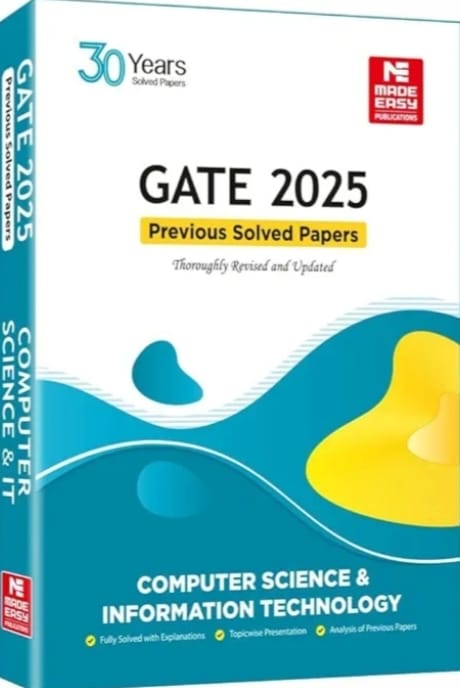 30 Years
Solved Papers
ME
MADE
EASY
PUBLICATIONS
GATE 2025
Previous Solved Papers
Thoroughly Revised and Updated
COMPUTER SCIENCE &
INFORMATION TECHNOLOGY
Fully Solved with Explanations Topicwise Presentation Analysis of Previous Papers
GATE 2025
Previous Solved Papers
COMPUTER
SCIENCE & IT
ME
MADE
EASY
PUBLICATIONS